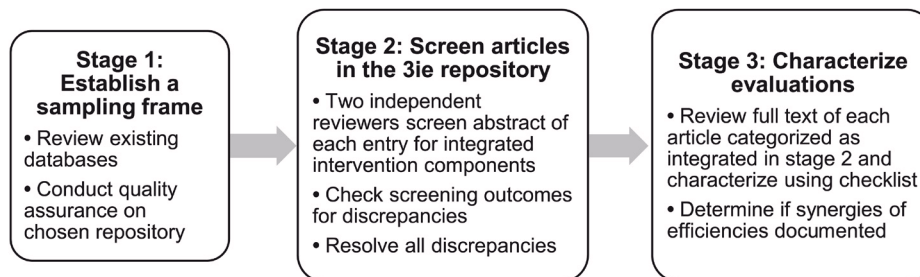 Stage 1:
Establish a
sampling frame
• Review existing
databases
• Conduct quality
assurance on
chosen repository
Stage 2: Screen articles
in the 3ie repository
• Two independent
reviewers screen abstract of
each entry for integrated
intervention components
• Check screening outcomes
for discrepancies
• Resolve all discrepancies
Stage 3: Characterize
evaluations
• Review full text of each
article categorized as
integrated in stage 2 and
characterize using checklist
• Determine if synergies of
efficiencies documented